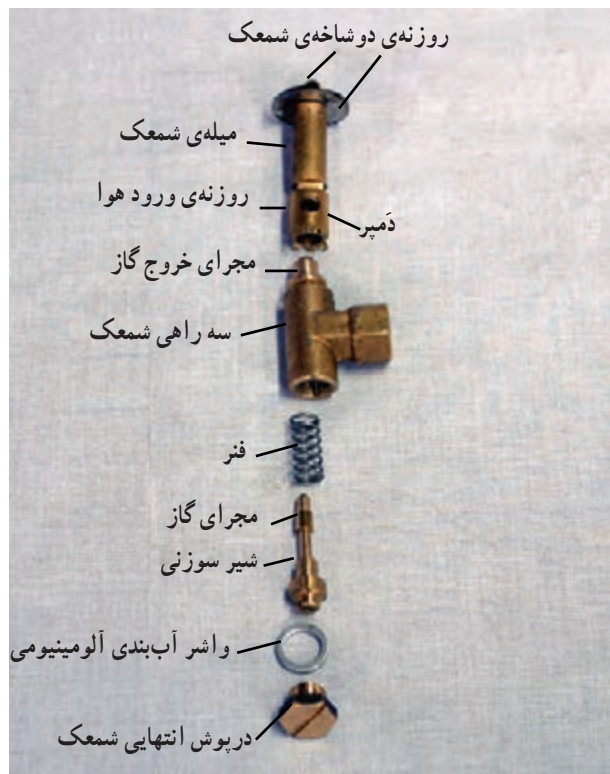 روزنه‌ی دوشاخه‌ی شمعک
میله‌ی شمعک
روزنه‌ی ورود هوا
دَمپر
مجرای خروج گاز
سه راهی شمعک
فنر
مجرای گاز
شیر سوزنی
واشر آب‌بندی آلومینیومی
درپوش انتهایی شمعک